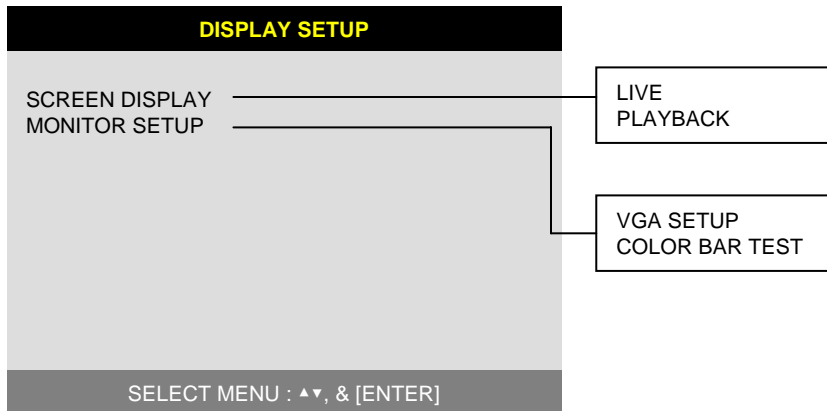 DISPLAY SETUP
SCREEN DISPLAY
MONITOR SETUP
LIVE
PLAYBACK
VGA SETUP
COLOR BAR TEST
SELECT MENU : ▲▼, & [ENTER]